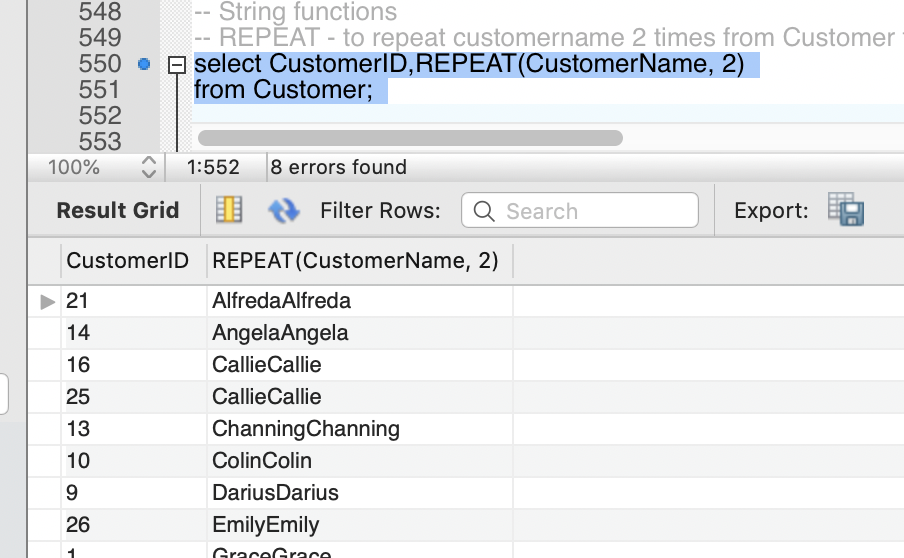 548 -- String functions
549 -- REPEAT - to repeat customername 2 times from Customer
550 select CustomerID,REPEAT(CustomerName, 2)
551 from Customer;
552
553
100% 1:552 8 errors found
Result Grid Filter Rows: Search Export:
CustomerID REPEAT(CustomerName, 2)
21 AlfredaAlfreda
14 AngelaAngela
16 CallieCallie
25 CallieCallie
13 ChanningChanning
10 ColinColin
9 DariusDarius
26 EmilyEmily
1 GraceGrace